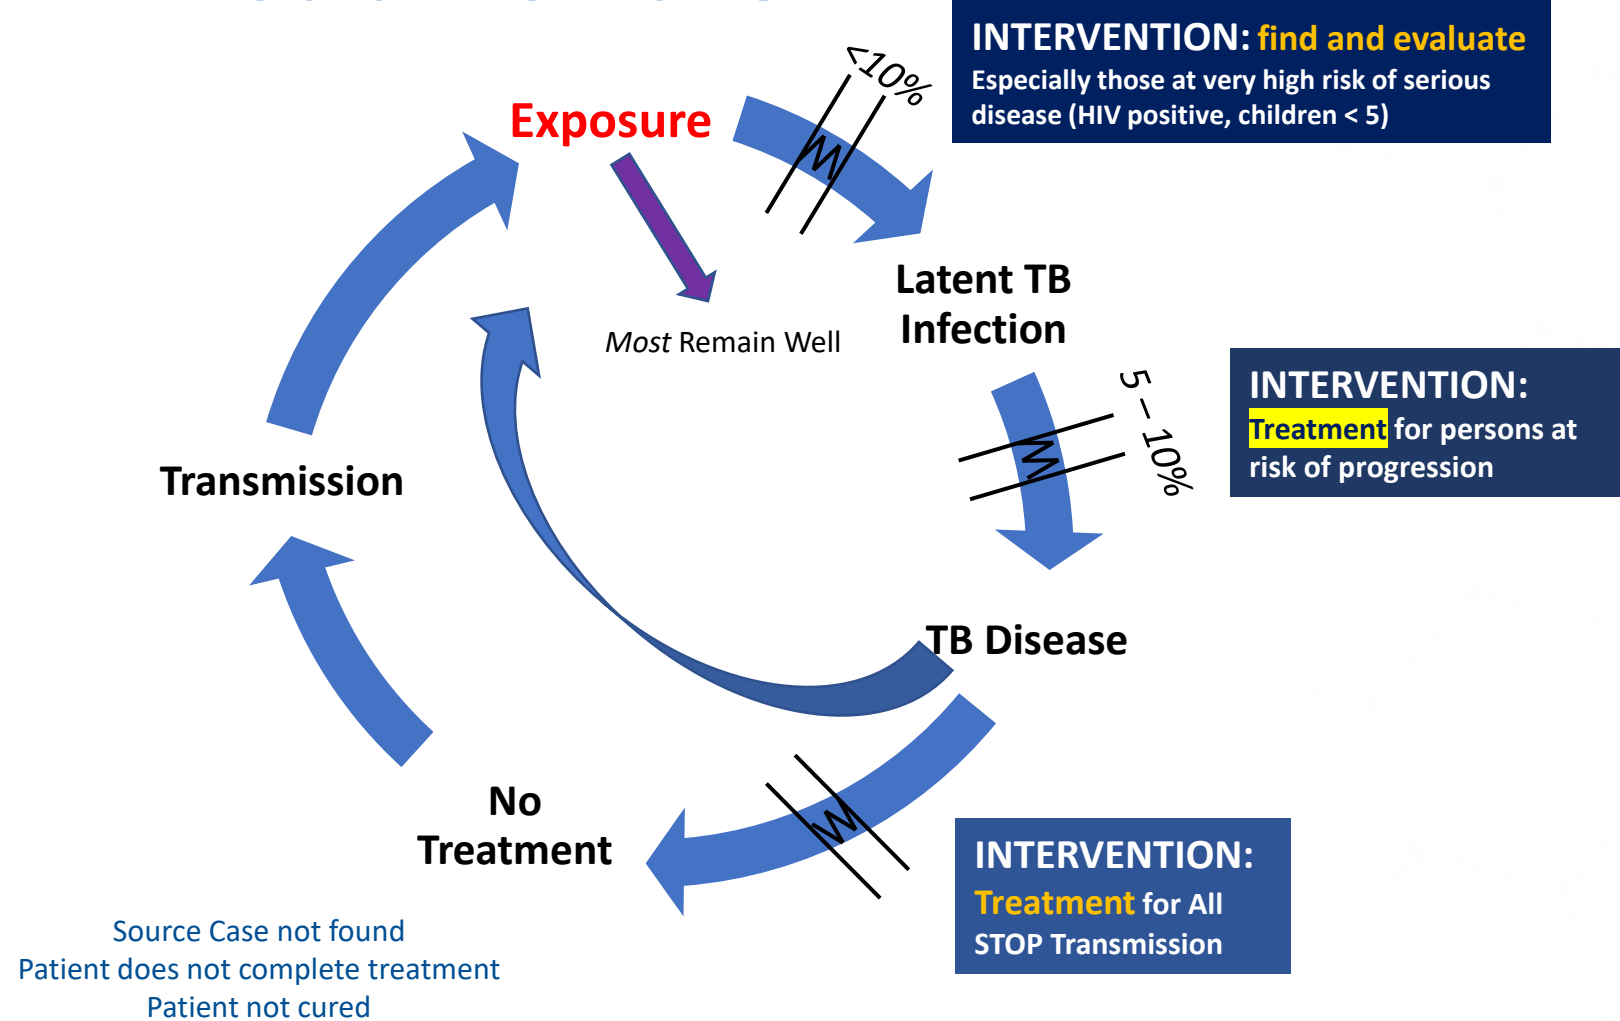 <10%
INTERVENTION: find and evaluate
Especially those at very high risk of serious
disease (HIV positive, children < 5)
Exposure
Latent TB
Infection
Most Remain Well
5 – 10%
INTERVENTION:
Treatment for persons at
risk of progression
Transmission
TB Disease
No
Treatment
INTERVENTION:
Treatment for All
STOP Transmission
Source Case not found
Patient does not complete treatment
Patient not cured